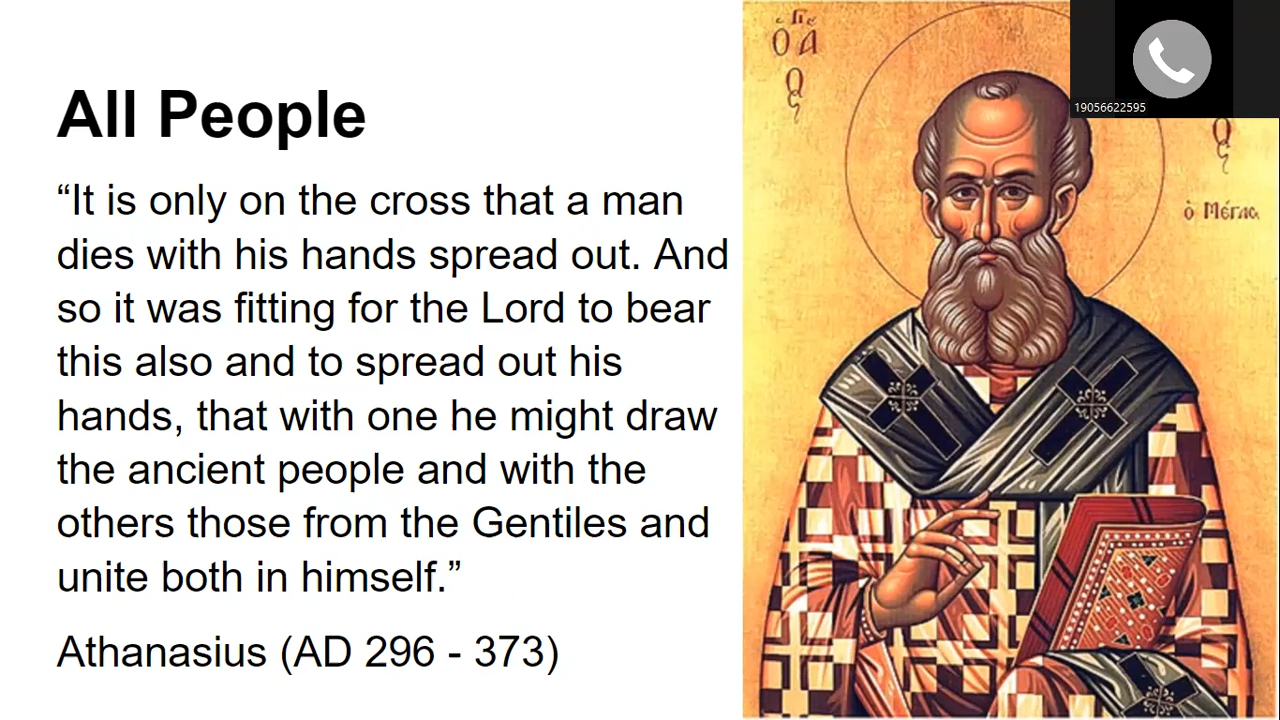 All People
“It is only on the cross that a man
dies with his hands spread out. And
so it was fitting for the Lord to bear
this also and to spread out his
hands, that with one he might draw
the ancient people and with the
others those from the Gentiles and
unite both in himself.”
Athanasius (AD 296 - 373)
19056622595
ὁ Μέγας